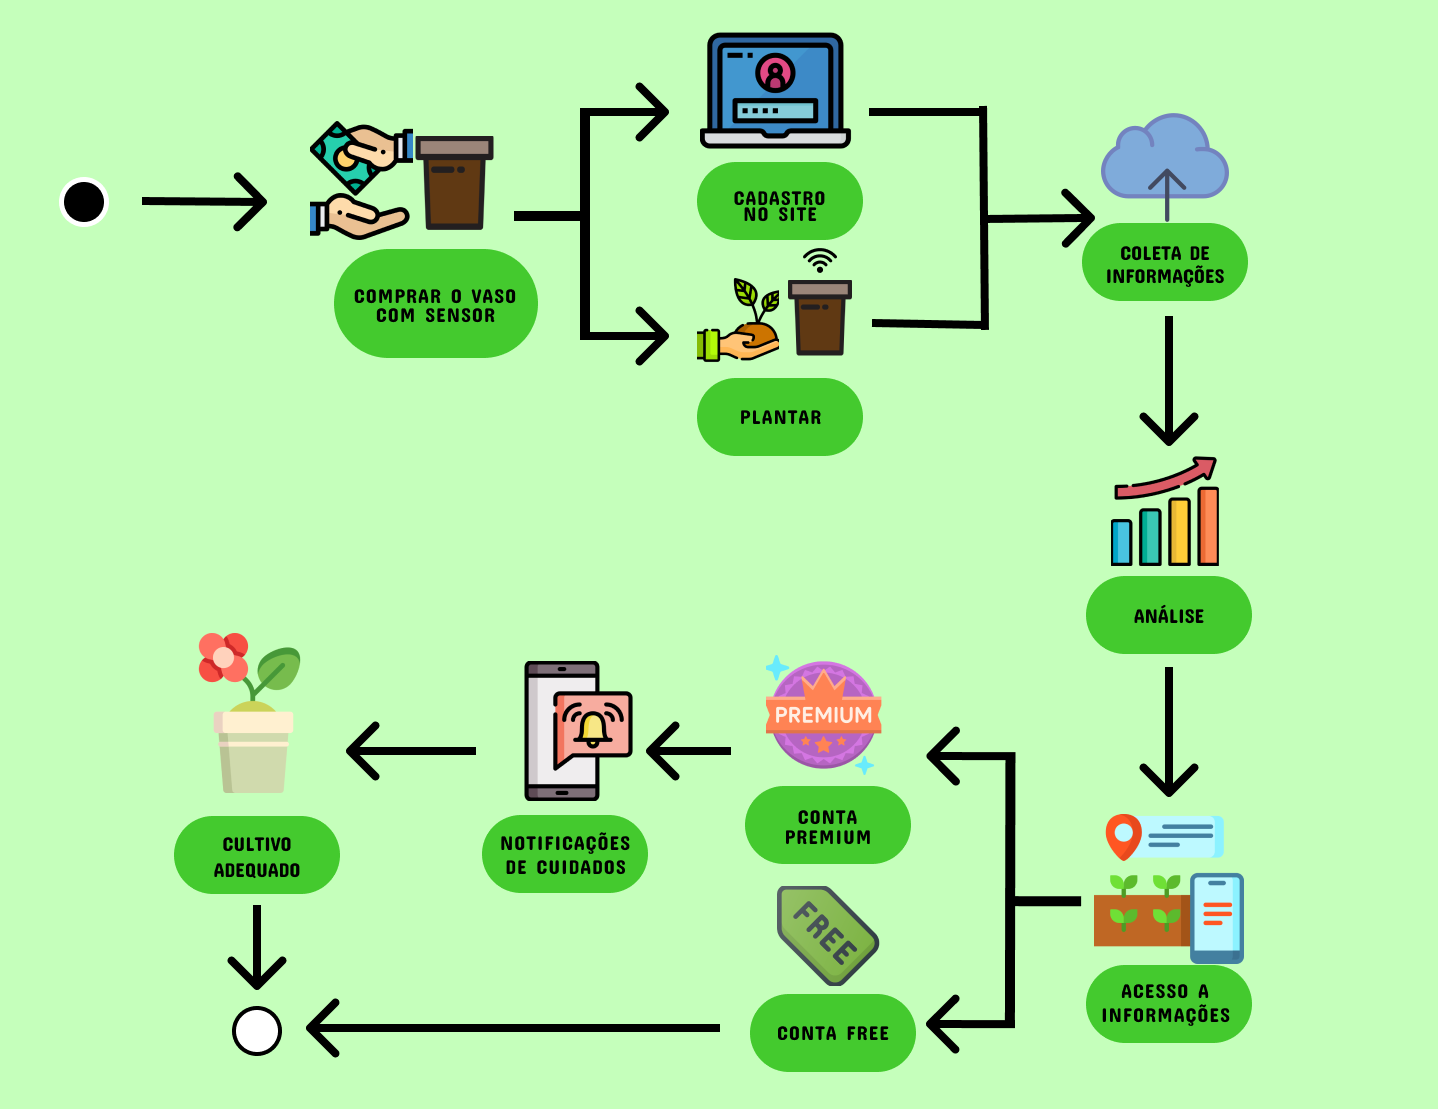 COMPRAR O VASO
COM SENSOR
CADASTRO
NO SITE
PLANTAR
COLETA DE
INFORMAÇÕES
ANÁLISE
ACESSO A
INFORMAÇÕES
PREMIUM
CONTA
PREMIUM
FREE
CONTA FREE
NOTIFICAÇÕES
DE CUIDADOS
CULTIVO
ADEQUADO